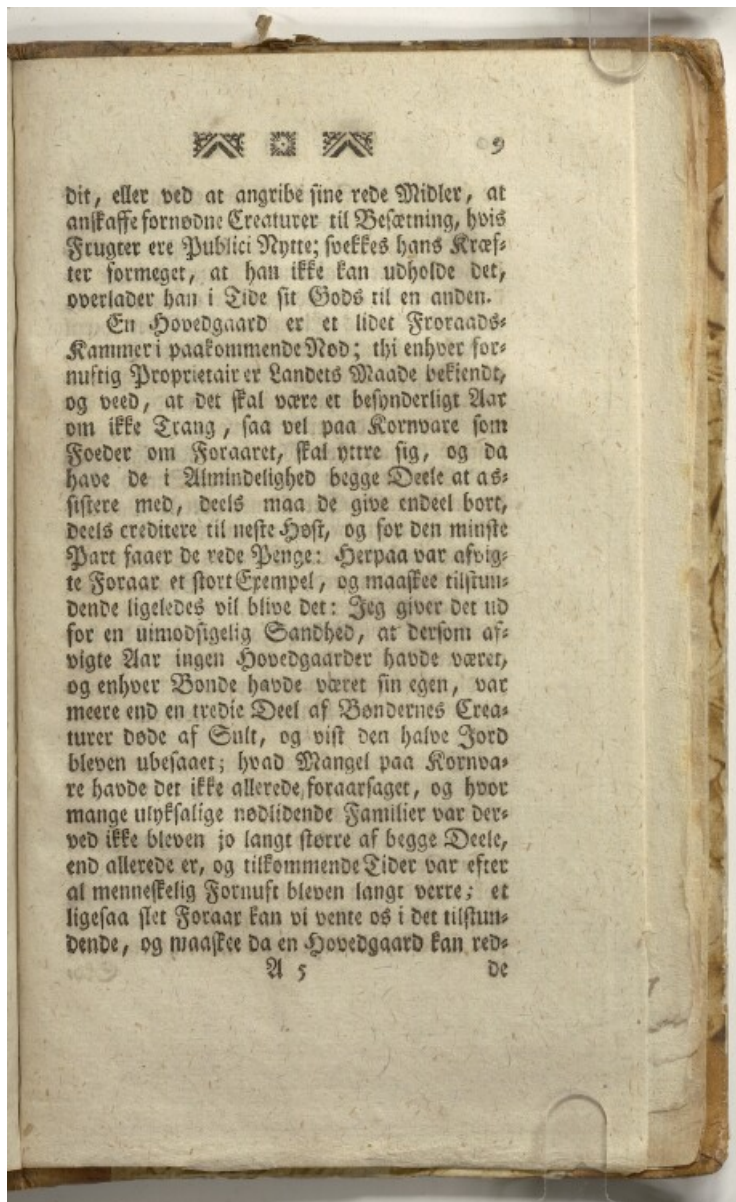 9
dit, eller ved at angribe sine rede Midler, at
anskaffe fornødne Creaturer til Besætning, hvis
Frugter ere Publici Nytte; svekkes hans Kræf-
ter formeget, at han ikke kan udholde det,
overlader han i Tide sit Gods til en anden.
En Hovedgaard er et lidet Froraads-
Kammer i paakommende Nød; thi enhver for-
nuftig Proprietair er Landets Maade bekiendt,
og veed, at det skal være et besynderligt Aar
om ikke Trang, saa vel paa Kornvare som
Foeder om Foraaret, skal yttre sig, og da
have de i Almindelighed begge Deele at as-
sistere med, deels maa de give endeel bort,
deels creditere til neste Høst, og for den minste
Part faaer de rede Penge: Herpaa var afvig-
te Foraar et stort Exempel, og maaskee tilstun-
dende ligeledes vil blive det: Jeg giver det ud
for en uimodsigelig Sandhed, at dersom af-
vigte Aar ingen Hovedgaarder havde været,
og enhver Bonde havde været sin egen, var
meere end en tredie Deel af Bøndernes Crea-
turer døde af Sult, og vist den halve Jord
bleven ubesaaet; hvad Mangel paa Kornva-
re havde det ikke allerede foraarsaget, og hvor
mange ulyksalige nødlidende Familier var der-
ved ikke bleven jo langt større af begge Deele,
end allerede er, og tilkommende Tider var efter
al menneskelig Fornuft bleven langt verre; et
ligesaa slet Foraar kan vi vente os i det tilstun-
dende, og maaskee da en Hovedgaard kan red-
A 5 de